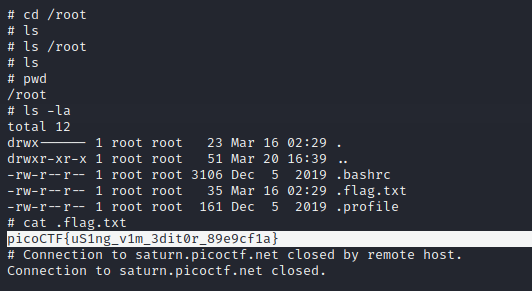 # cd /root
# ls
# ls /root
# ls
# pwd
/root
# ls -la
total 12
drwx------ 1 root root   23 Mar 16 02:29 .
drwxr-xr-x 1 root root   51 Mar 20 16:39 ..
-rw-r--r-- 1 root root 3106 Dec  5  2019 .bashrc
-rw-r--r-- 1 root root   35 Mar 16 02:29 .flag.txt
-rw-r--r-- 1 root root  161 Dec  5  2019 .profile
# cat .flag.txt
picoCTF{uS1ng_v1m_3dit0r_89e9cf1a}
# Connection to saturn.picoctf.net closed by remote host.
Connection to saturn.picoctf.net closed.